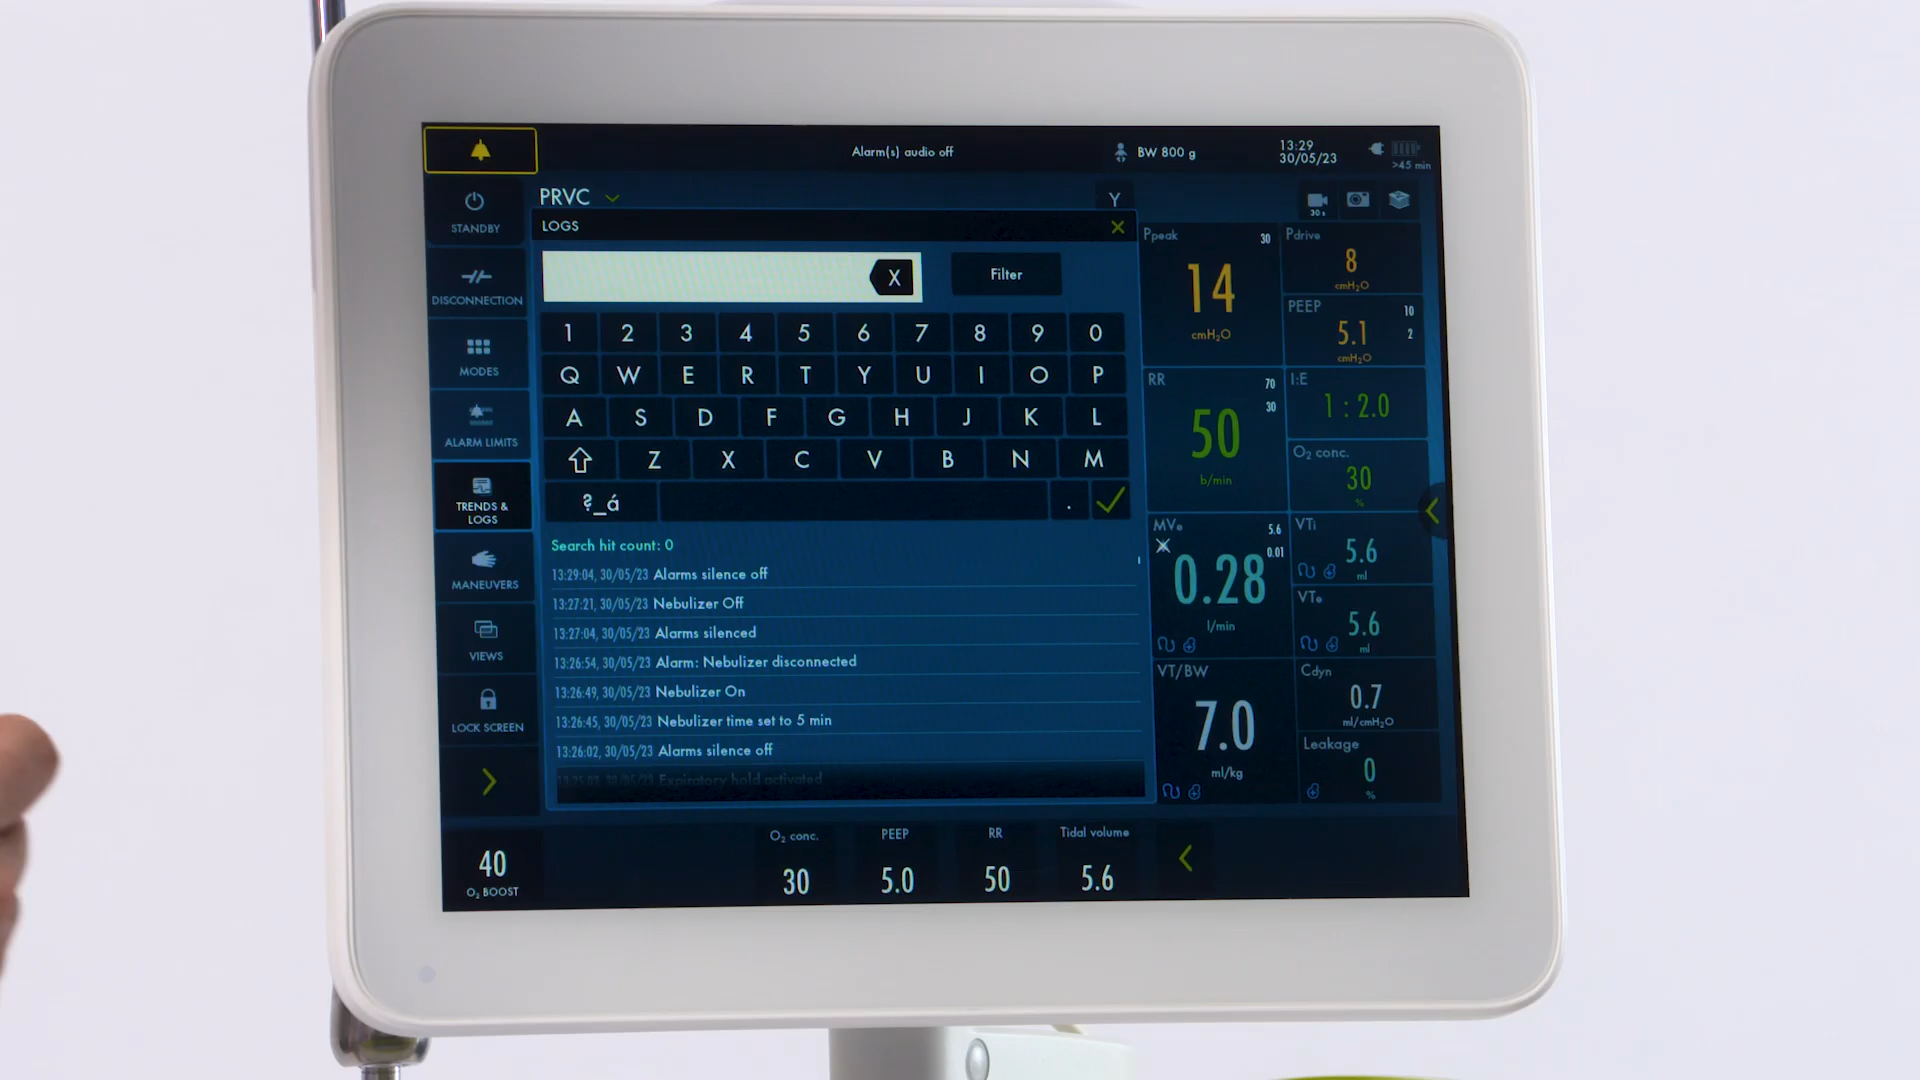 Alarm(s) audio off
BW 800 g
13:29
30/05/23
>45 min
STANDBY
DISCONNECTION
MODES
ALARM LIMITS
TRENDS &
LOGS
MANEUVERS
VIEWS
LOCK SCREEN
PRVC
Y
30 s
LOGS
X
Filter
1 2 3 4 5 6 7 8 9 0
Q W E R T Y U I O P
A S D F G H J K L
Z X C V B N M
?_á .
Search hit count: 0
13:29:04, 30/05/23 Alarms silence off
13:27:21, 30/05/23 Nebulizer Off
13:27:04, 30/05/23 Alarms silenced
13:26:54, 30/05/23 Alarm: Nebulizer disconnected
13:26:49, 30/05/23 Nebulizer On
13:26:45, 30/05/23 Nebulizer time set to 5 min
13:26:02, 30/05/23 Alarms silence off
Expiratory hold activated
Ppeak 30
14
cmH₂O
Pdrive
8
cmH₂O
PEEP 10
5.1 2
cmH₂O
RR 70
30
50
b/min
I:E
1 : 2.0
O₂ conc.
30
%
MVe 5.6
0.01
0.28
l/min
VTi
5.6
ml
VTe
5.6
ml
VT/BW
7.0
ml/kg
Cdyn
0.7
ml/cmH₂O
Leakage
0
%
40
O₂ BOOST
O₂ conc. PEEP RR Tidal volume
30 5.0 50 5.6